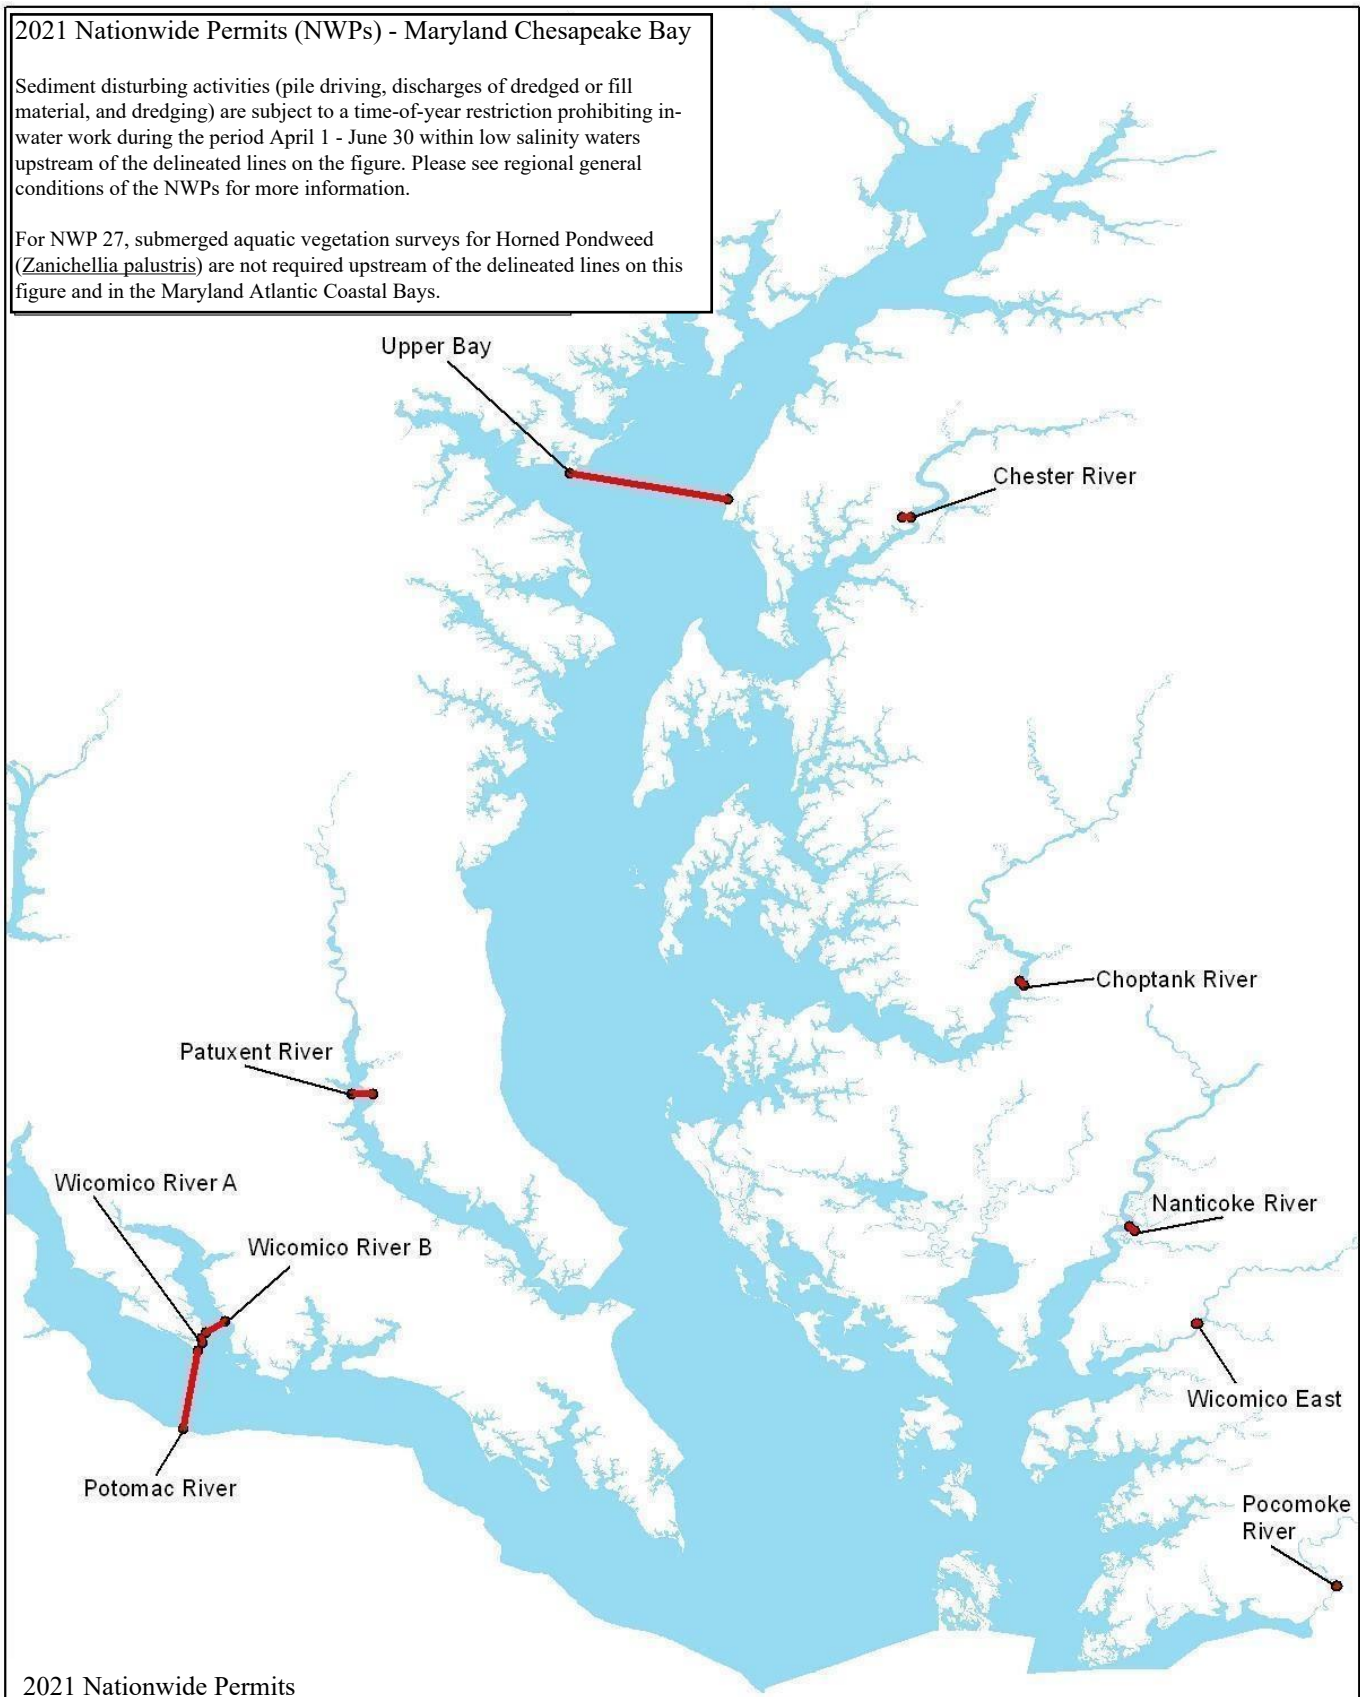 2021 Nationwide Permits (NWPs) - Maryland Chesapeake Bay
Sediment disturbing activities (pile driving, discharges of dredged or fill
material, and dredging) are subject to a time-of-year restriction prohibiting in-
water work during the period April 1 - June 30 within low salinity waters
upstream of the delineated lines on the figure. Please see regional general
conditions of the NWPs for more information.
For NWP 27, submerged aquatic vegetation surveys for Horned Pondweed
(Zanichellia palustris) are not required upstream of the delineated lines on this
figure and in the Maryland Atlantic Coastal Bays.
Upper Bay
Chester River
Choptank River
Patuxent River
Wicomico River A
Nanticoke River
Wicomico River B
Wicomico East
Potomac River
Pocomoke
River
2021 Nationwide Permits